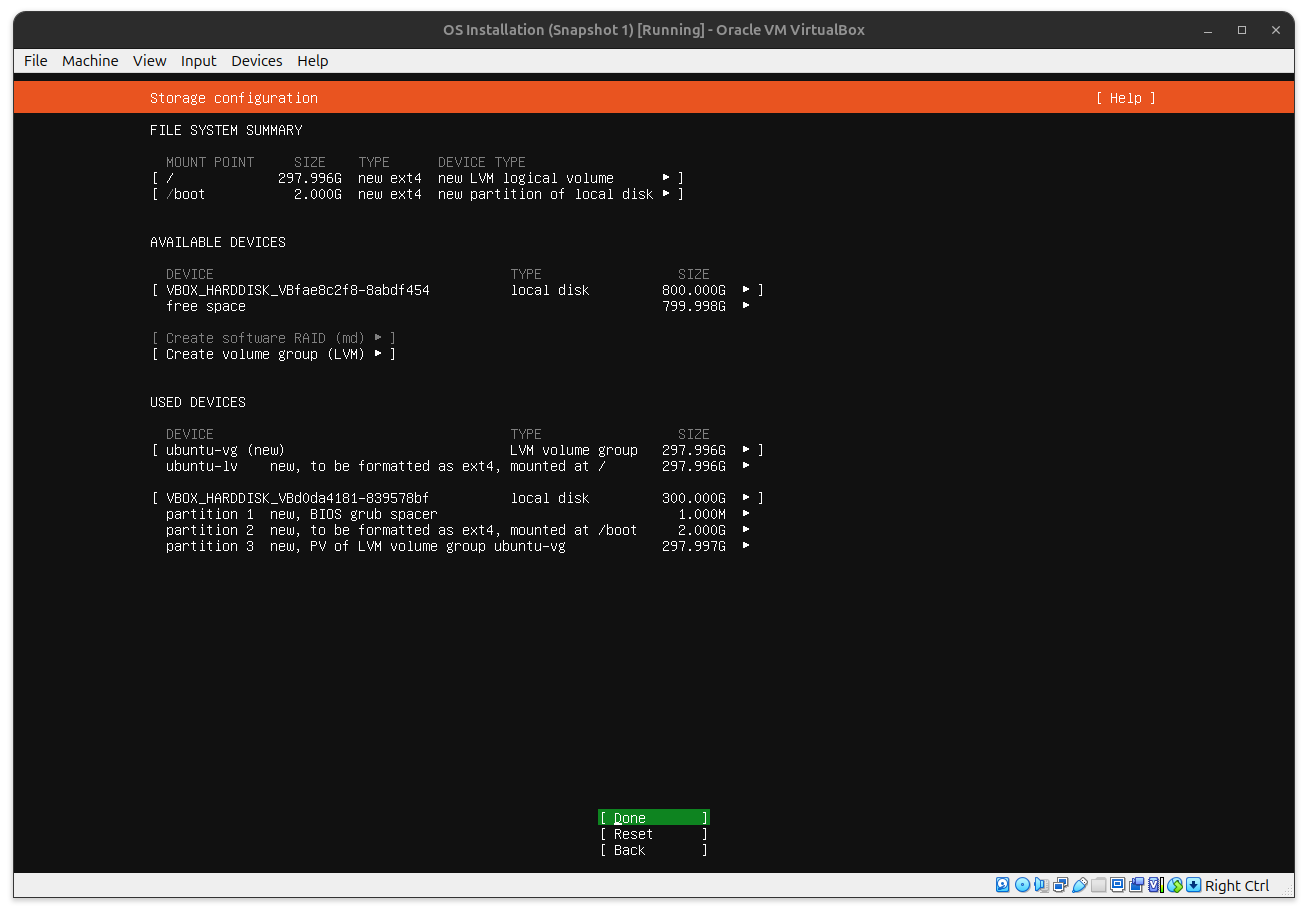 OS Installation (Snapshot 1) [Running] - Oracle VM VirtualBox
File Machine View Input Devices Help
Storage configuration [ Help ]
FILE SYSTEM SUMMARY
MOUNT POINT SIZE TYPE DEVICE TYPE
[ / 297.996G new ext4 new LVM logical volume ▸ ]
[ /boot 2.000G new ext4 new partition of local disk ▸ ]
AVAILABLE DEVICES
DEVICE TYPE SIZE
[ VBOX_HARDDISK_VBfae8c2f8-8abdf454 local disk 800.000G ▸ ]
free space 799.998G ▸
[ Create software RAID (md) ▸ ]
[ Create volume group (LVM) ▸ ]
USED DEVICES
DEVICE TYPE SIZE
[ ubuntu-vg (new) LVM volume group 297.996G ▸ ]
ubuntu-lv new, to be formatted as ext4, mounted at / 297.996G ▸
[ VBOX_HARDDISK_VBd0da4181-839578bf local disk 300.000G ▸ ]
partition 1 new, BIOS grub spacer 1.000M ▸
partition 2 new, to be formatted as ext4, mounted at /boot 2.000G ▸
partition 3 new, PV of LVM volume group ubuntu-vg 297.997G ▸
[ Done ]
[ Reset ]
[ Back ]
Right Ctrl